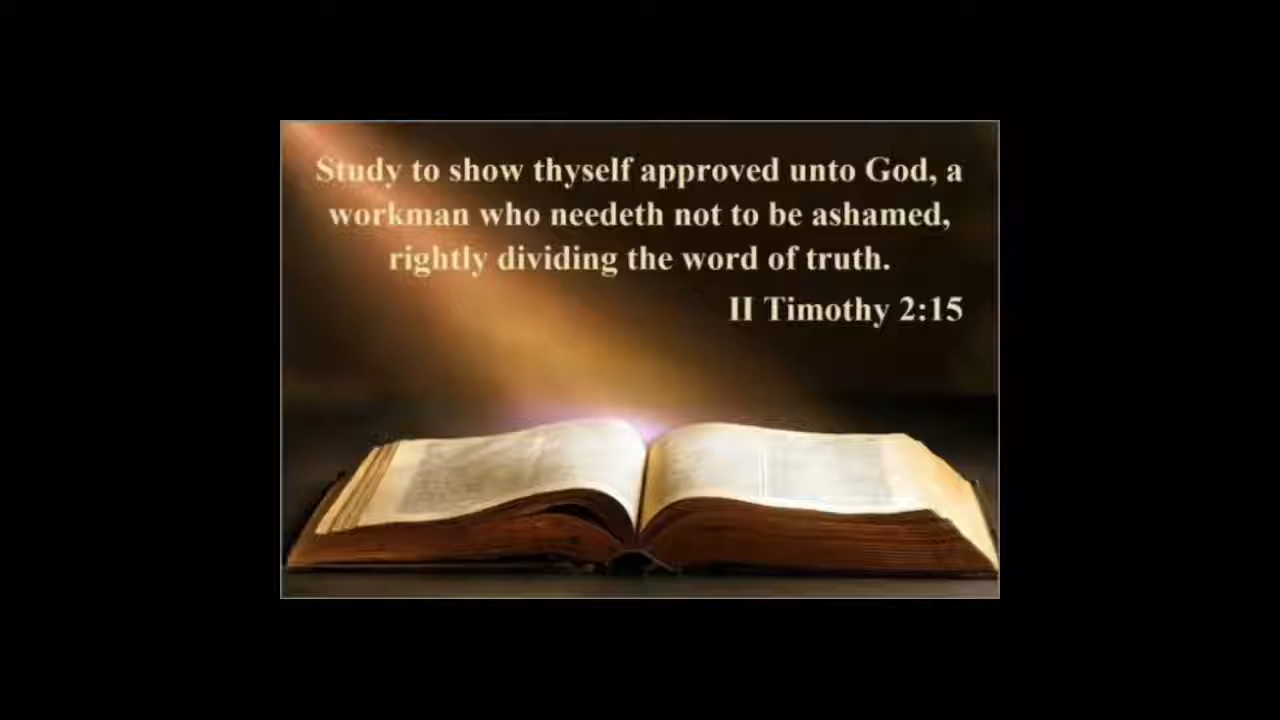 Study to show thyself approved unto God, a
workman who needeth not to be ashamed,
rightly dividing the word of truth.
II Timothy 2:15